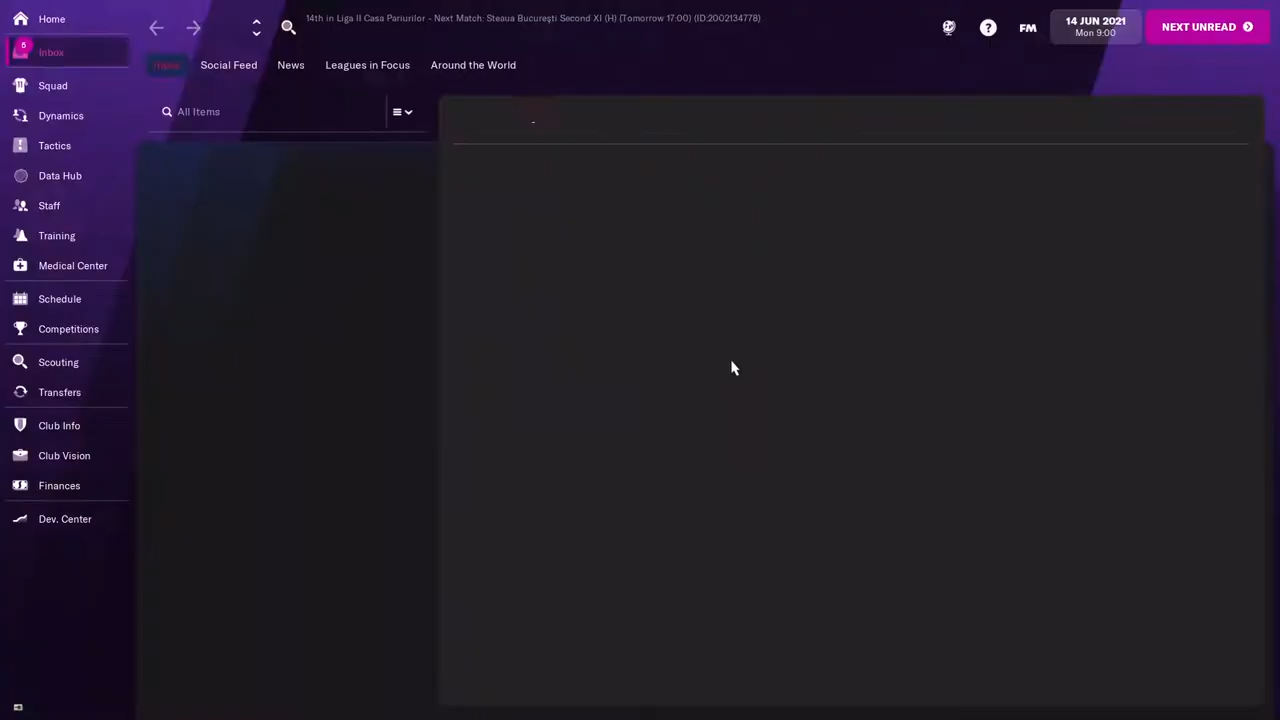 Home
14th in Liga II Casa Pariurilor - Next Match: Steaua București Second XI (H) (Tomorrow 17:00) (ID:2002134778)
FM
14 JUN 2021
Mon 9:00
NEXT UNREAD
5
Inbox
Social Feed
News
Leagues in Focus
Around the World
Squad
All Items
Dynamics
Tactics
Data Hub
Staff
Training
Medical Center
Schedule
Competitions
Scouting
Transfers
Club Info
Club Vision
Finances
Dev. Center